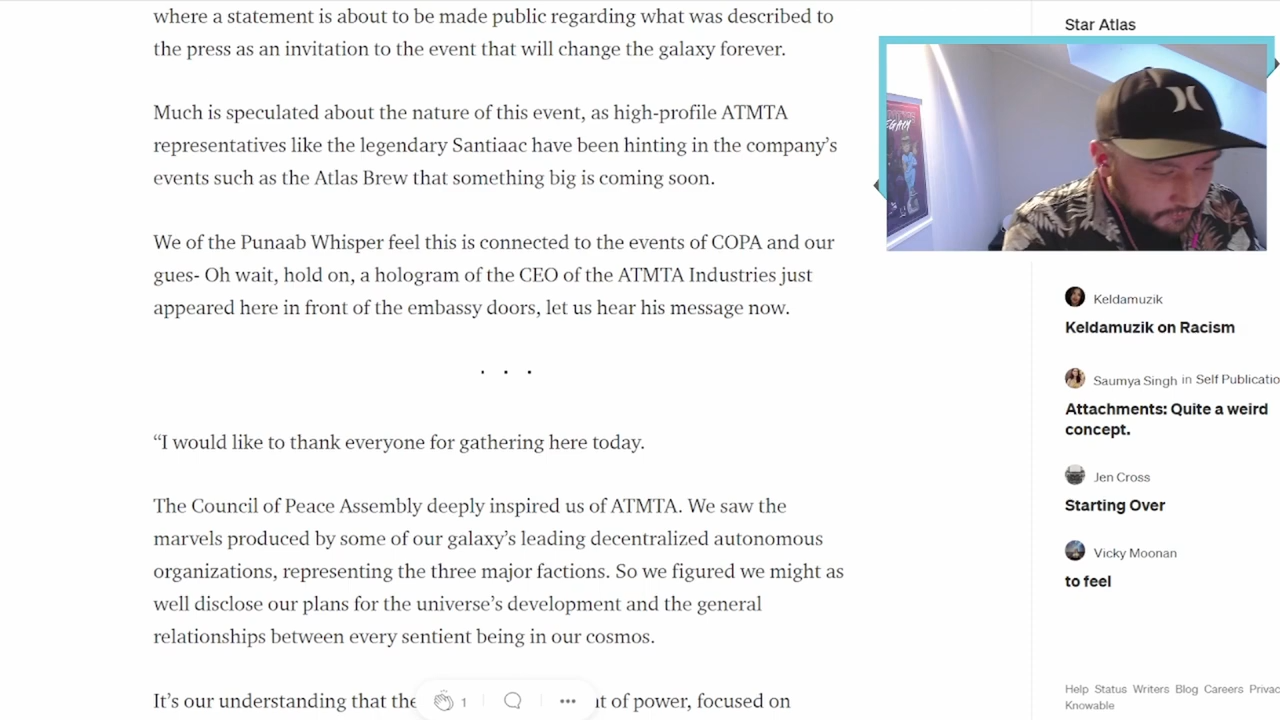 where a statement is about to be made public regarding what was described to
the press as an invitation to the event that will change the galaxy forever.
Much is speculated about the nature of this event, as high-profile ATMTA
representatives like the legendary Santiaac have been hinting in the company's
events such as the Atlas Brew that something big is coming soon.
We of the Punaab Whisper feel this is connected to the events of COPA and our
gues- Oh wait, hold on, a hologram of the CEO of the ATMTA Industries just
appeared here in front of the embassy doors, let us hear his message now.
. . .
“I would like to thank everyone for gathering here today.
The Council of Peace Assembly deeply inspired us of ATMTA. We saw the
marvels produced by some of our galaxy's leading decentralized autonomous
organizations, representing the three major factions. So we figured we might as
well disclose our plans for the universe's development and the general
relationships between every sentient being in our cosmos.
It's our understanding that the
of power, focused on
1
Star Atlas
Keldamuzik
Keldamuzik on Racism
Saumya Singh in Self Publicatio
Attachments: Quite a weird
concept.
Jen Cross
Starting Over
Vicky Moonan
to feel
Help Status Writers Blog Careers Privac
Knowable